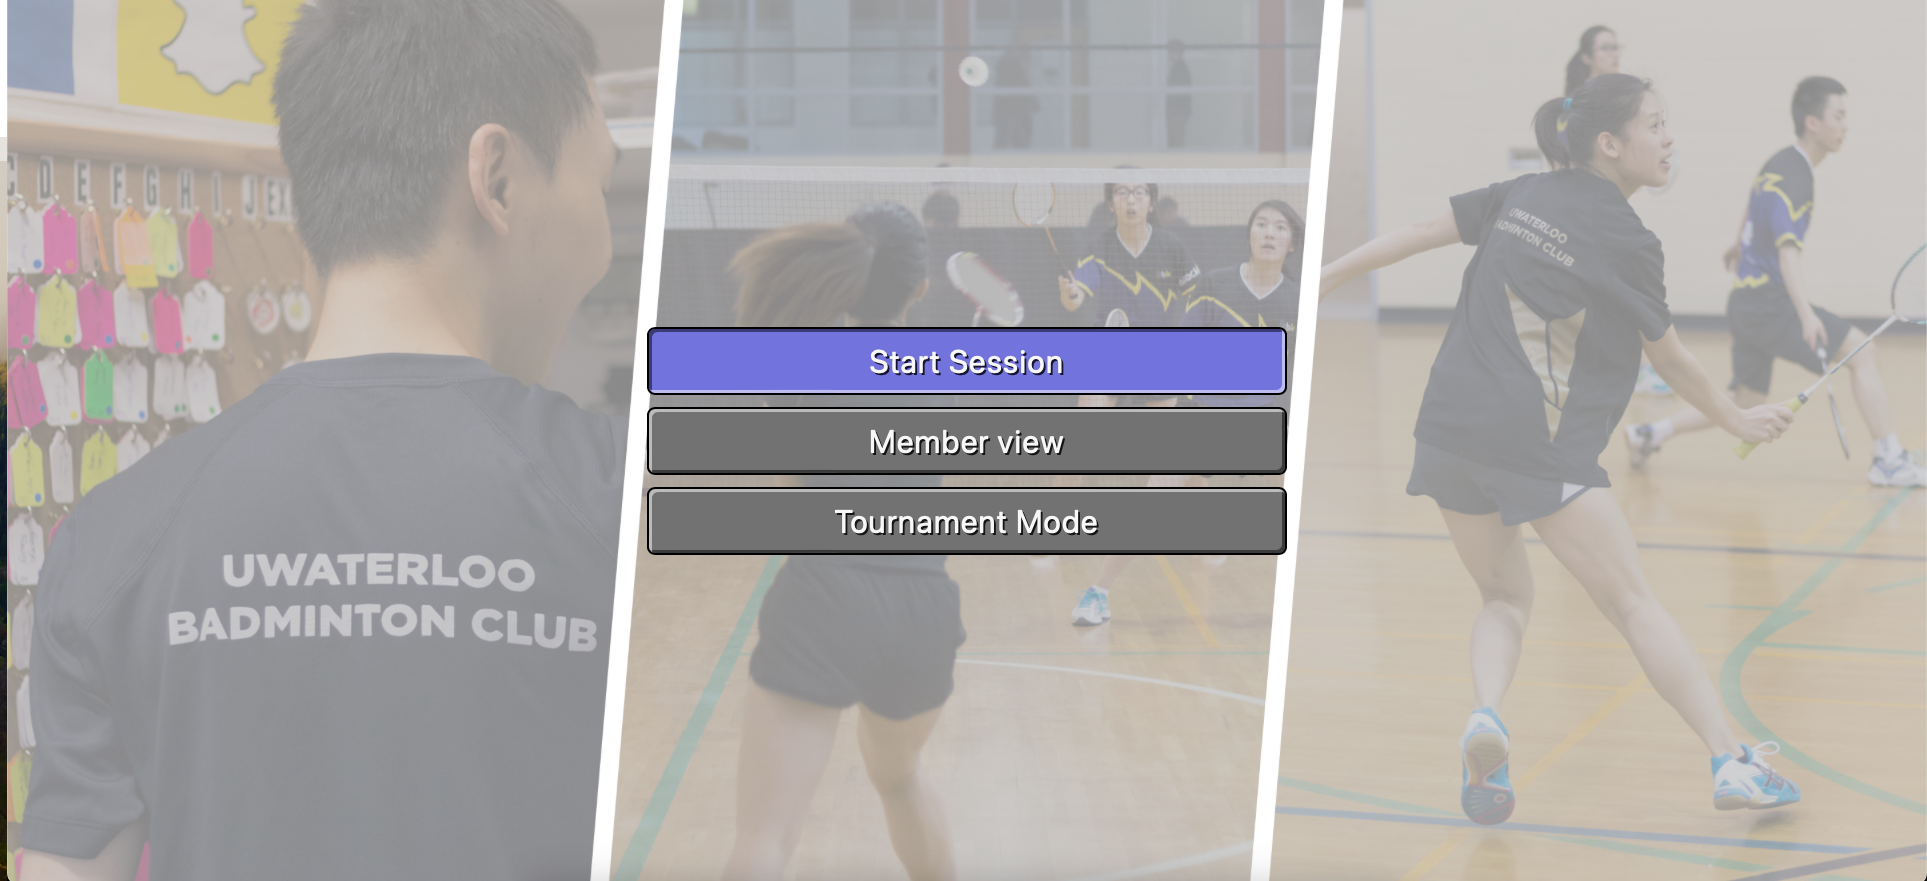 C D E F G H I J EX
UWATERLOO
BADMINTON CLUB
Start Session
Member view
Tournament Mode
UWATERLOO
BADMINTON CLUB